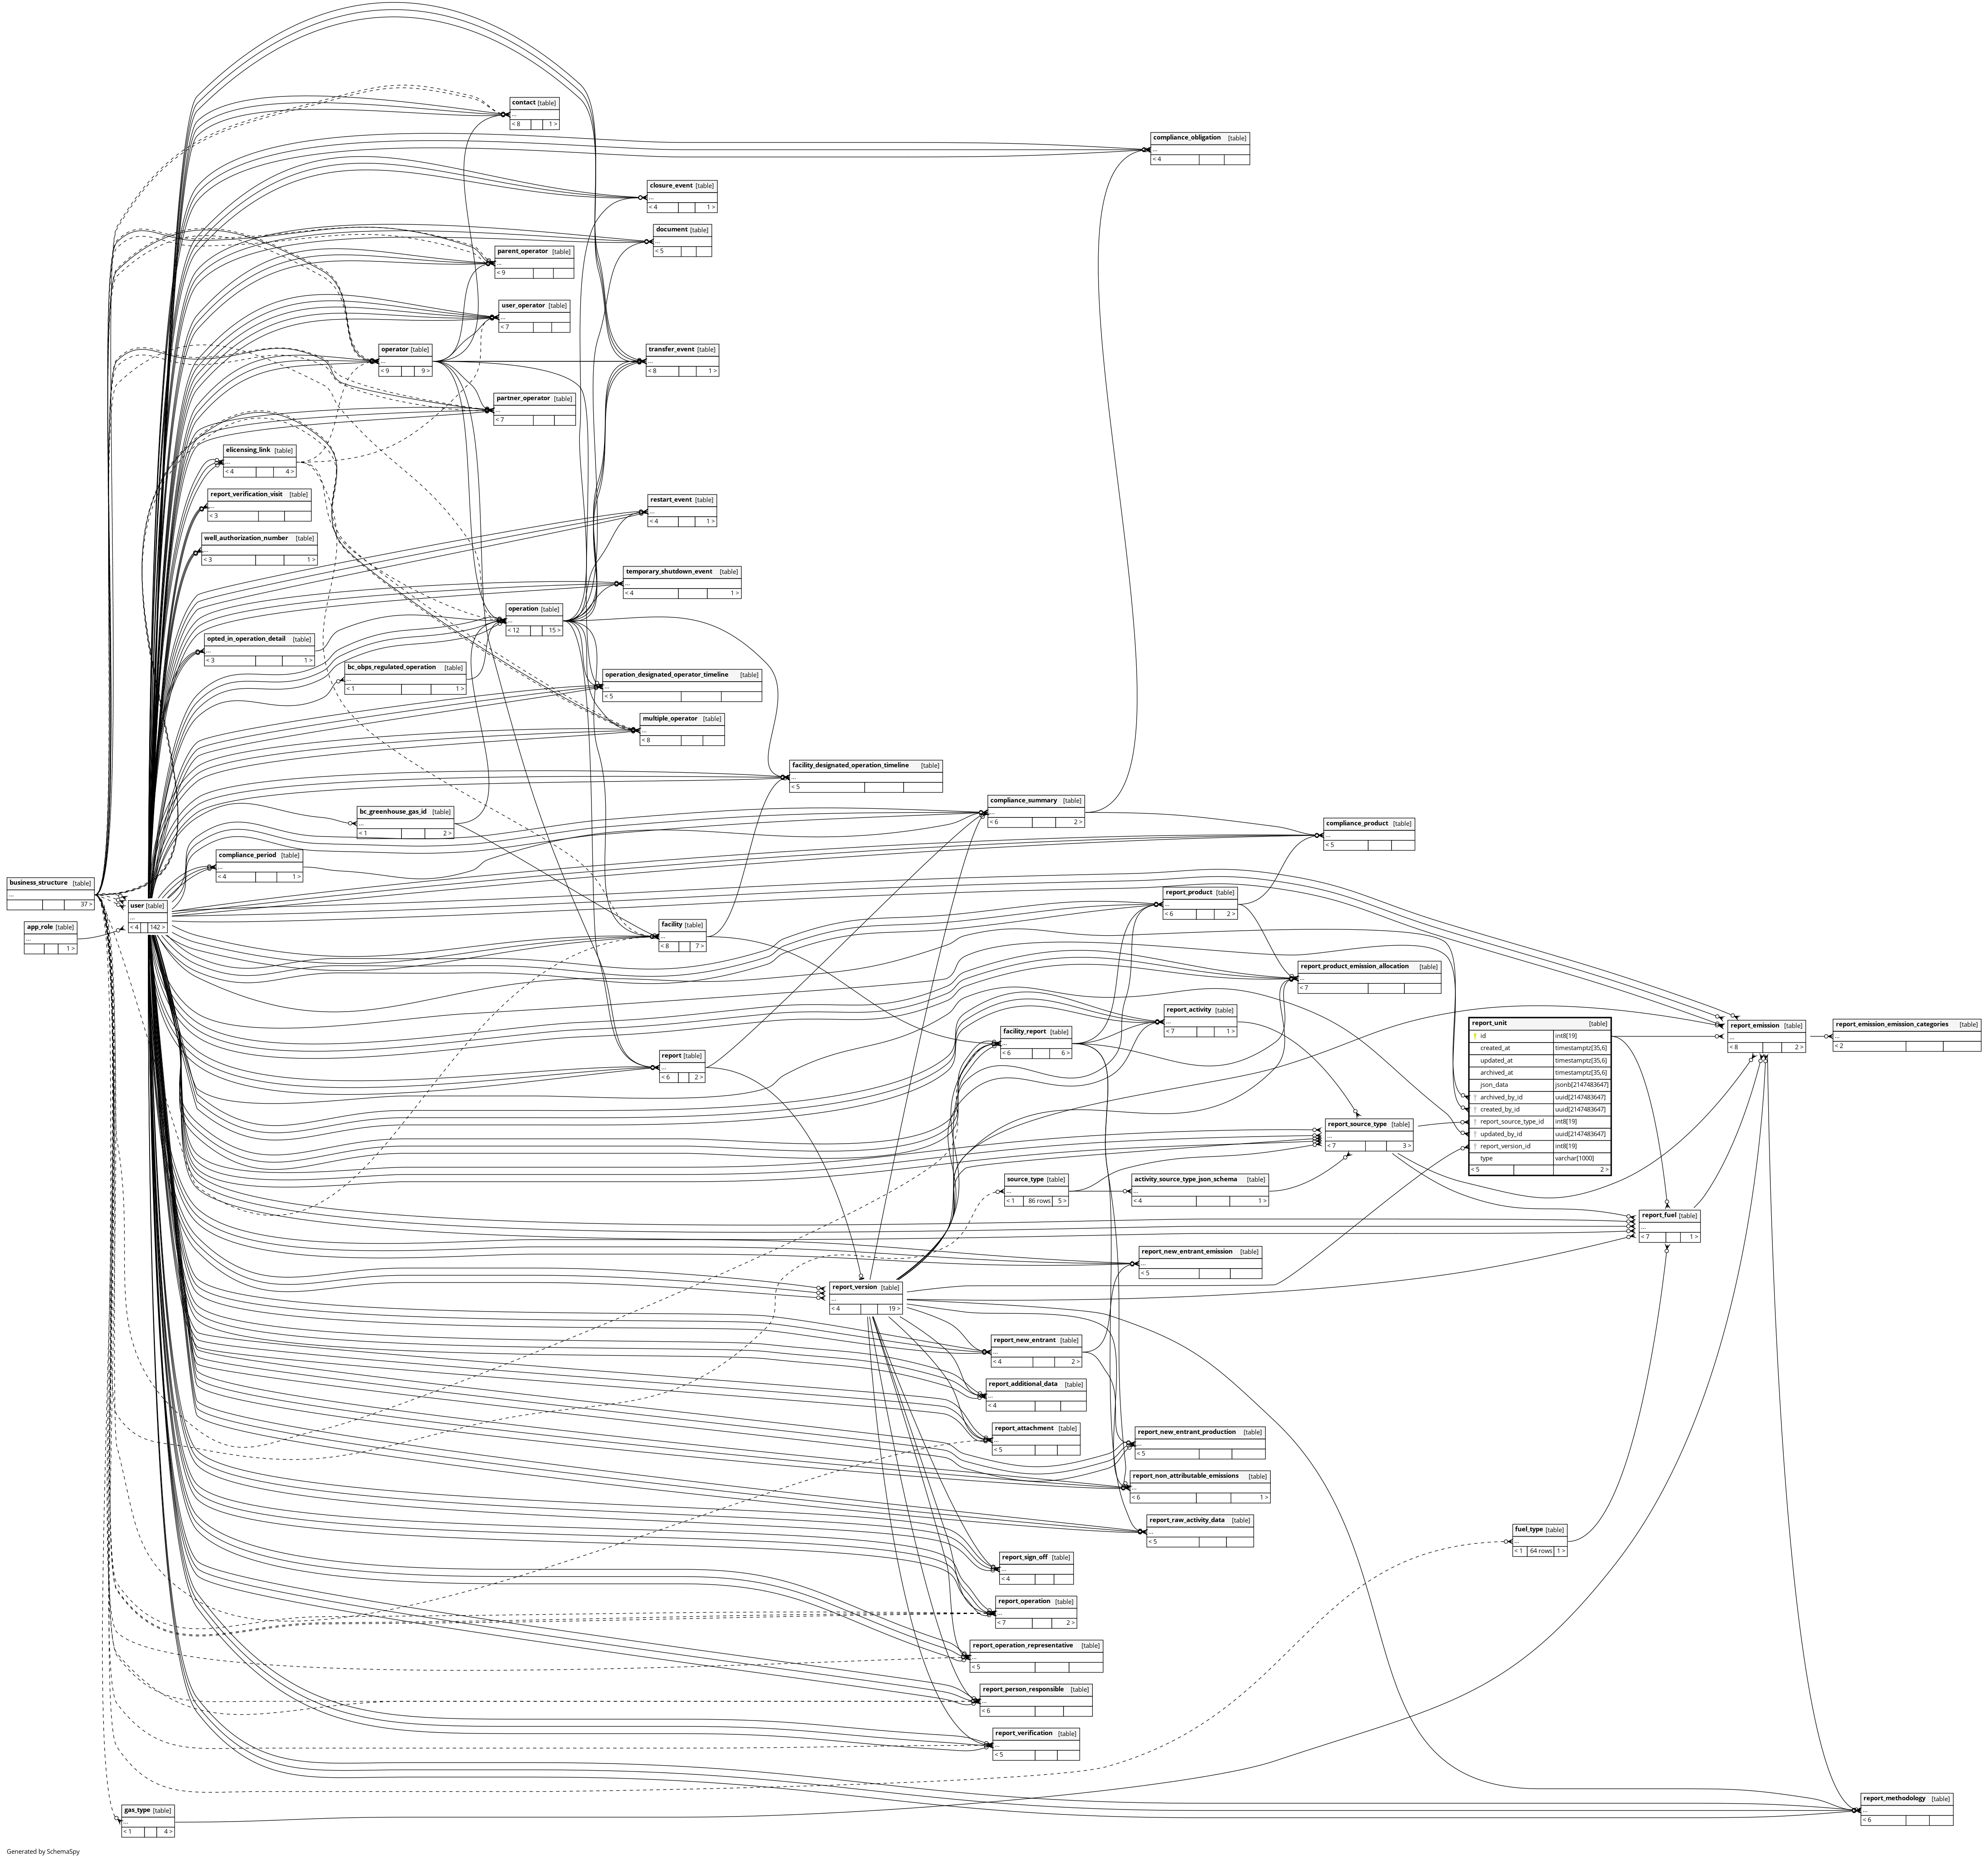 contact [table]
...
< 8 1 >
compliance_obligation [table]
...
< 4
closure_event [table]
...
< 4 1 >
document [table]
...
< 5
parent_operator [table]
...
< 9
user_operator [table]
...
< 7
operator [table]
...
< 9 9 >
transfer_event [table]
...
< 8 1 >
partner_operator [table]
...
< 7
elicensing_link [table]
...
< 4 4 >
report_verification_visit [table]
...
< 3
restart_event [table]
...
< 4 1 >
well_authorization_number [table]
...
< 3 1 >
temporary_shutdown_event [table]
...
< 4 1 >
operation [table]
...
< 12 15 >
opted_in_operation_detail [table]
...
< 3 1 >
bc_obps_regulated_operation [table]
...
< 1 1 >
operation_designated_operator_timeline [table]
...
< 5
multiple_operator [table]
...
< 8
facility_designated_operation_timeline [table]
...
< 5
compliance_summary [table]
...
< 6 2 >
bc_greenhouse_gas_id [table]
...
< 1 2 >
compliance_product [table]
...
< 5
compliance_period [table]
...
< 4 1 >
business_structure [table]
...
37 >
user [table]
...
< 4 142 >
app_role [table]
...
1 >
report_product [table]
...
< 6 2 >
facility [table]
...
< 8 7 >
report_product_emission_allocation [table]
...
< 7
report_activity [table]
...
< 7 1 >
facility_report [table]
...
< 6 6 >
report [table]
...
< 6 2 >
report_unit [table]
id int8[19]
created_at timestamptz[35,6]
updated_at timestamptz[35,6]
archived_at timestamptz[35,6]
json_data jsonb[2147483647]
archived_by_id uuid[2147483647]
created_by_id uuid[2147483647]
report_source_type_id int8[19]
updated_by_id uuid[2147483647]
report_version_id int8[19]
type varchar[1000]
< 5 2 >
report_emission [table]
...
< 8 2 >
report_emission_emission_categories [table]
...
< 2
report_source_type [table]
...
< 7 3 >
source_type [table]
...
< 1 86 rows 5 >
activity_source_type_json_schema [table]
...
< 4 1 >
report_fuel [table]
...
< 7 1 >
report_new_entrant_emission [table]
...
< 5
report_version [table]
...
< 4 19 >
report_new_entrant [table]
...
< 4 2 >
report_additional_data [table]
...
< 4
report_attachment [table]
...
< 5
report_new_entrant_production [table]
...
< 5
report_non_attributable_emissions [table]
...
< 6 1 >
report_raw_activity_data [table]
...
< 5
fuel_type [table]
...
< 1 64 rows 1 >
report_sign_off [table]
...
< 4
report_operation [table]
...
< 7 2 >
report_operation_representative [table]
...
< 5
report_person_responsible [table]
...
< 6
report_verification [table]
...
< 5
gas_type [table]
...
< 1 4 >
report_methodology [table]
...
< 6
Generated by SchemaSpy